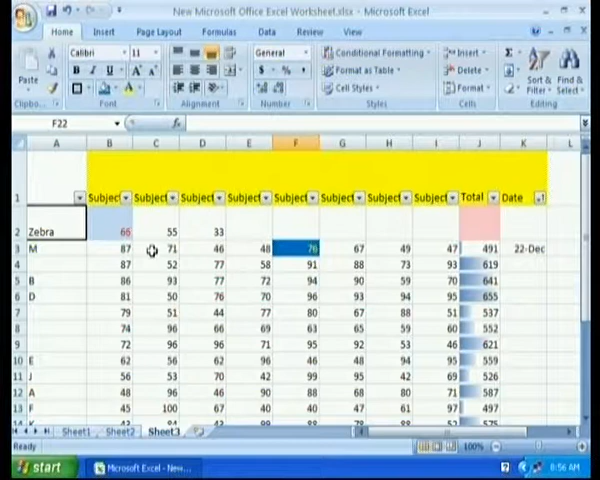 New Microsoft Office Excel Worksheet.xlsx - Microsoft Excel
Home Insert Page Layout Formulas Data Review View
Calibri 11 General Conditional Formatting Insert Σ
Paste B I U A A $ % , Format as Table Delete Sort & Find &
Cell Styles Format Filter Select
Clipbo... Font Alignment Number Styles Cells Editing
F22 fx
A B C D E F G H I J K L
1 Subject Subject Subject Subject Subject Subject Subject Subject Total Date
2 Zebra 66 55 33
3 M 87 71 46 48 76 67 49 47 491 22-Dec
4 87 52 77 58 91 88 73 93 619
5 B 86 93 77 72 94 90 59 70 641
6 D 81 50 76 70 96 93 94 95 655
7 79 51 44 77 80 67 88 51 537
8 74 96 66 69 63 65 59 60 552
9 72 96 96 71 95 92 53 46 621
10 E 62 56 62 96 46 48 94 95 559
11 J 56 53 70 42 99 95 42 69 526
12 A 48 96 46 90 88 68 80 71 587
13 F 45 100 67 40 40 47 61 97 497
Sheet1 Sheet2 Sheet3
Ready 100%
start Microsoft Excel - New... 8:56 AM